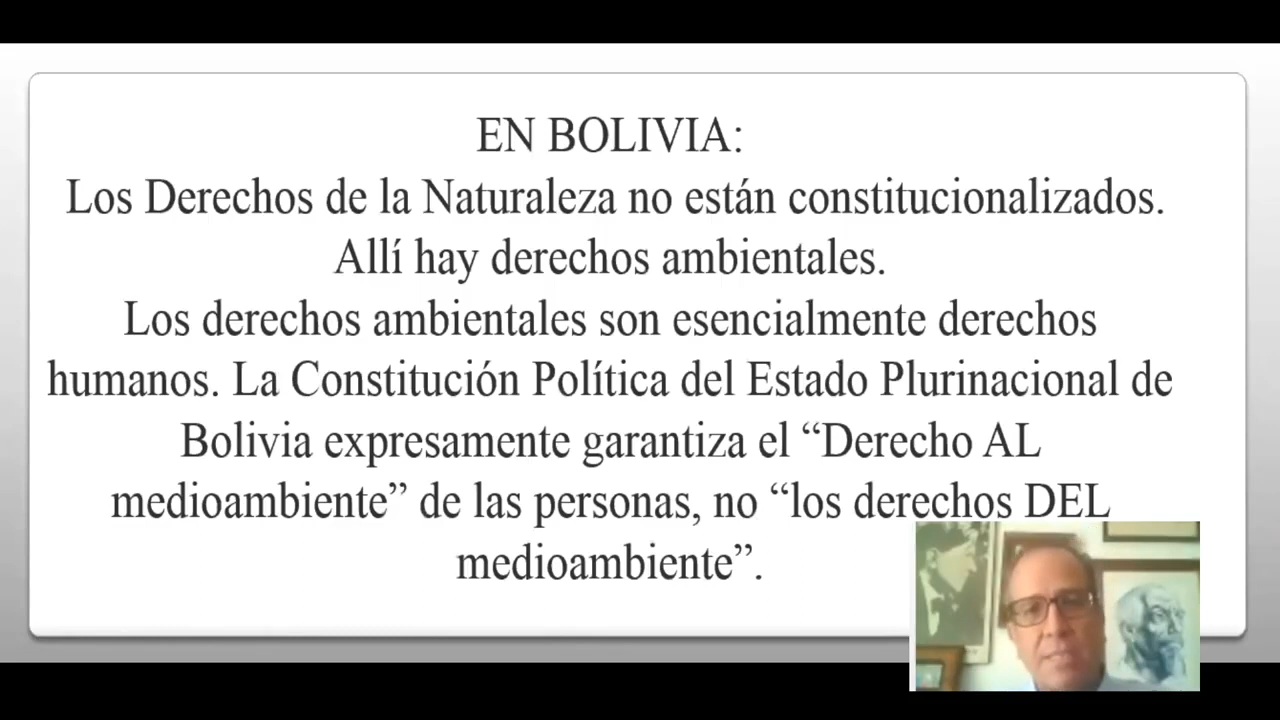 EN BOLIVIA:
Los Derechos de la Naturaleza no están constitucionalizados.
Allí hay derechos ambientales.
Los derechos ambientales son esencialmente derechos
humanos. La Constitución Política del Estado Plurinacional de
Bolivia expresamente garantiza el “Derecho AL
medioambiente” de las personas, no “los derechos DEL
medioambiente”.